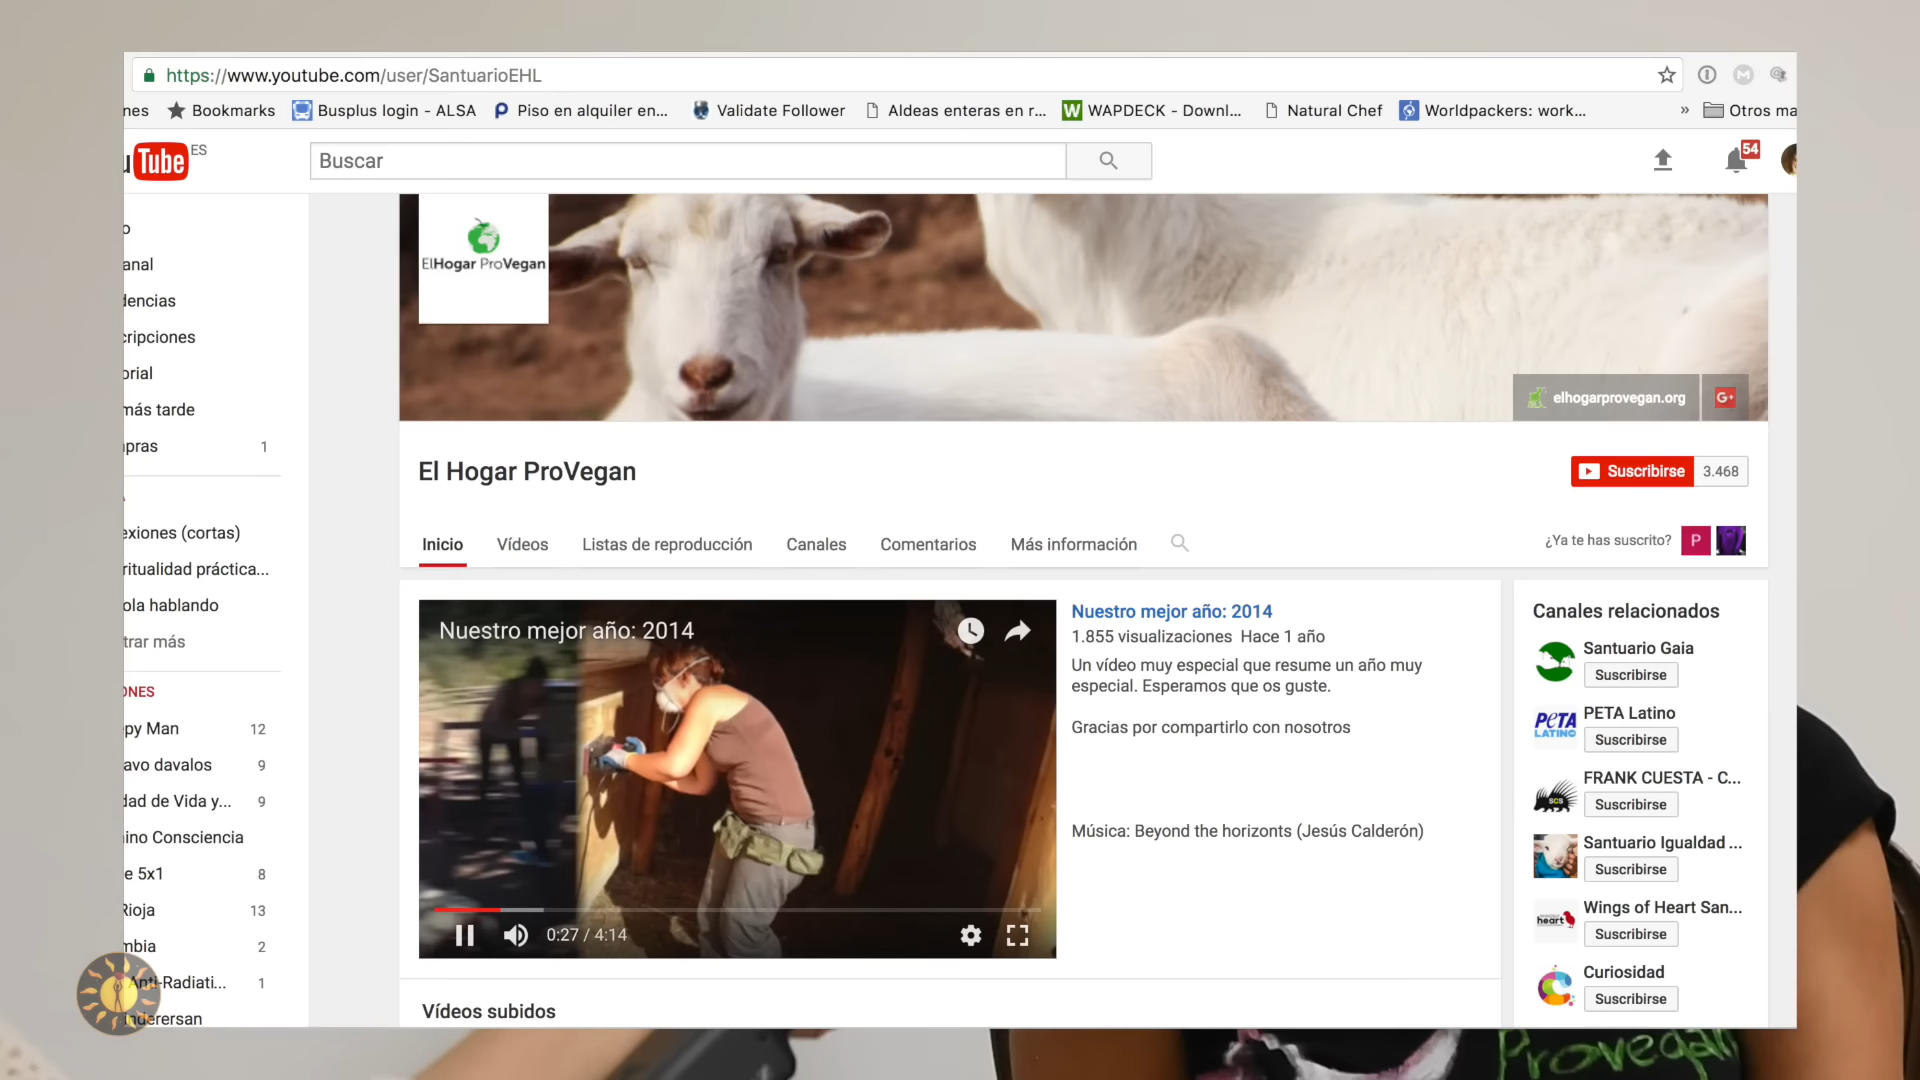 https://www.youtube.com/user/SantuarioEHL
nes Bookmarks Busplus login - ALSA Piso en alquiler en... Validate Follower Aldeas enteras en r... WAPDECK - Downl... Natural Chef Worldpackers: work... » Otros ma
Tube ES Buscar 54
o
anal
dencias
cripciones
orial
más tarde
pras 1
exiones (cortas)
ritualidad práctica...
ola hablando
trar más
ONES
py Man 12
avo davalos 9
dad de Vida y... 9
ino Consciencia
e 5x1 8
Rioja 13
mbia 2
Anti-Radiati... 1
nderersan
ElHogar ProVegan
elhogarprovegan.org G+
El Hogar ProVegan
Suscribirse 3.468
Inicio Vídeos Listas de reproducción Canales Comentarios Más información
¿Ya te has suscrito? P
Nuestro mejor año: 2014
0:27 / 4:14
Nuestro mejor año: 2014
1.855 visualizaciones Hace 1 año
Un vídeo muy especial que resume un año muy
especial. Esperamos que os guste.
Gracias por compartirlo con nosotros
Música: Beyond the horizonts (Jesús Calderón)
Vídeos subidos
Canales relacionados
Santuario Gaia
Suscribirse
PETA LATINO
PETA Latino
Suscribirse
SCS
FRANK CUESTA - C...
Suscribirse
Santuario Igualdad ...
Suscribirse
heart
Wings of Heart San...
Suscribirse
Curiosidad
Suscribirse
Provegan